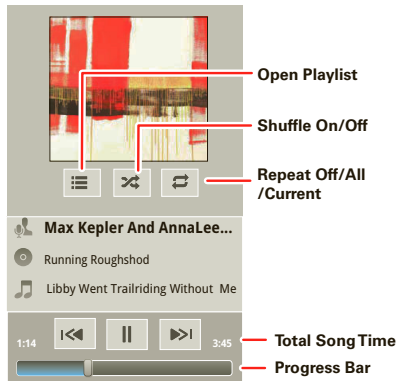 Open Playlist
Shuffle On/Off
Repeat Off/All
/Current
Max Kepler And AnnaLee...
Running Roughshod
Libby Went Trailriding Without Me
1:14
3:45
Total Song Time
Progress Bar